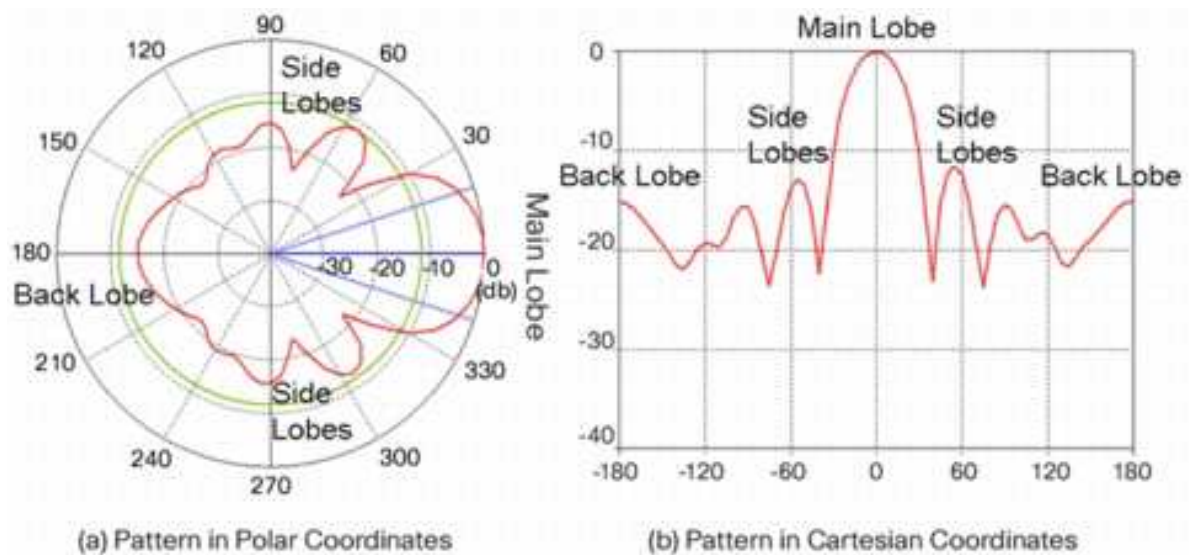 90
120
60
Side
Lobes
150
30
180
-30
-20
-10
0
(db)
Main Lobe
Back Lobe
210
330
Side
Lobes
240
300
270
(a) Pattern in Polar Coordinates
Main Lobe
0
Side
Lobes
Side
Lobes
-10
Back Lobe
Back Lobe
-20
-30
-40
-180
-120
-60
0
60
120
180
(b) Pattern in Cartesian Coordinates